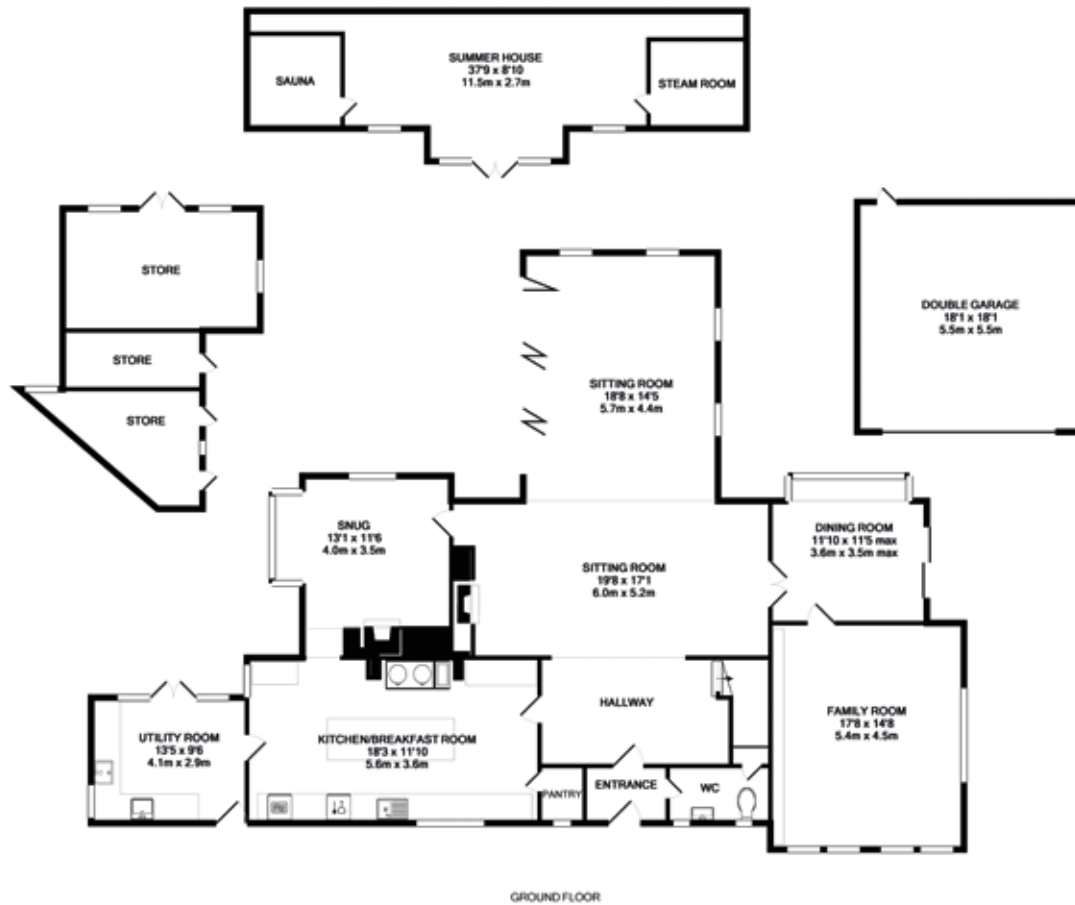 SUMMER HOUSE
37'9 x 8'10
11.5m x 2.7m
SAUNA
STEAM ROOM
STORE
STORE
STORE
DOUBLE GARAGE
18'1 x 18'1
5.5m x 5.5m
SITTING ROOM
18'8 x 14'5
5.7m x 4.4m
SNUG
13'1 x 11'6
4.0m x 3.5m
SITTING ROOM
19'8 x 17'1
6.0m x 5.2m
DINING ROOM
11'10 x 11'5 max
3.6m x 3.5m max
UTILITY ROOM
13'5 x 9'6
4.1m x 2.9m
KITCHEN/BREAKFAST ROOM
18'3 x 11'10
5.6m x 3.6m
HALLWAY
FAMILY ROOM
17'8 x 14'8
5.4m x 4.5m
PANTRY
ENTRANCE
WC
GROUND FLOOR